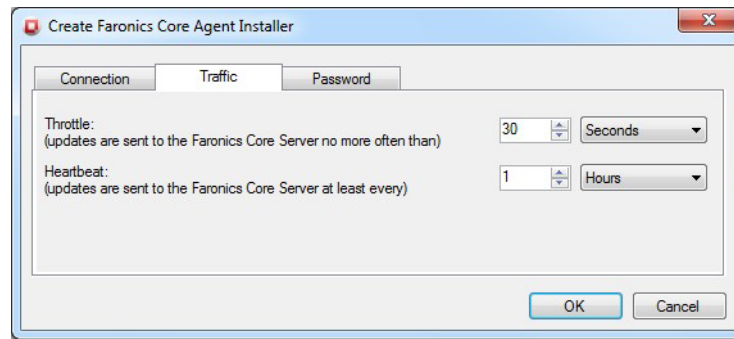 Create Faronics Core Agent Installer
Connection Traffic Password
Throttle:
(updates are sent to the Faronics Core Server no more often than)
30 Seconds
Heartbeat:
(updates are sent to the Faronics Core Server at least every)
1 Hours
OK Cancel